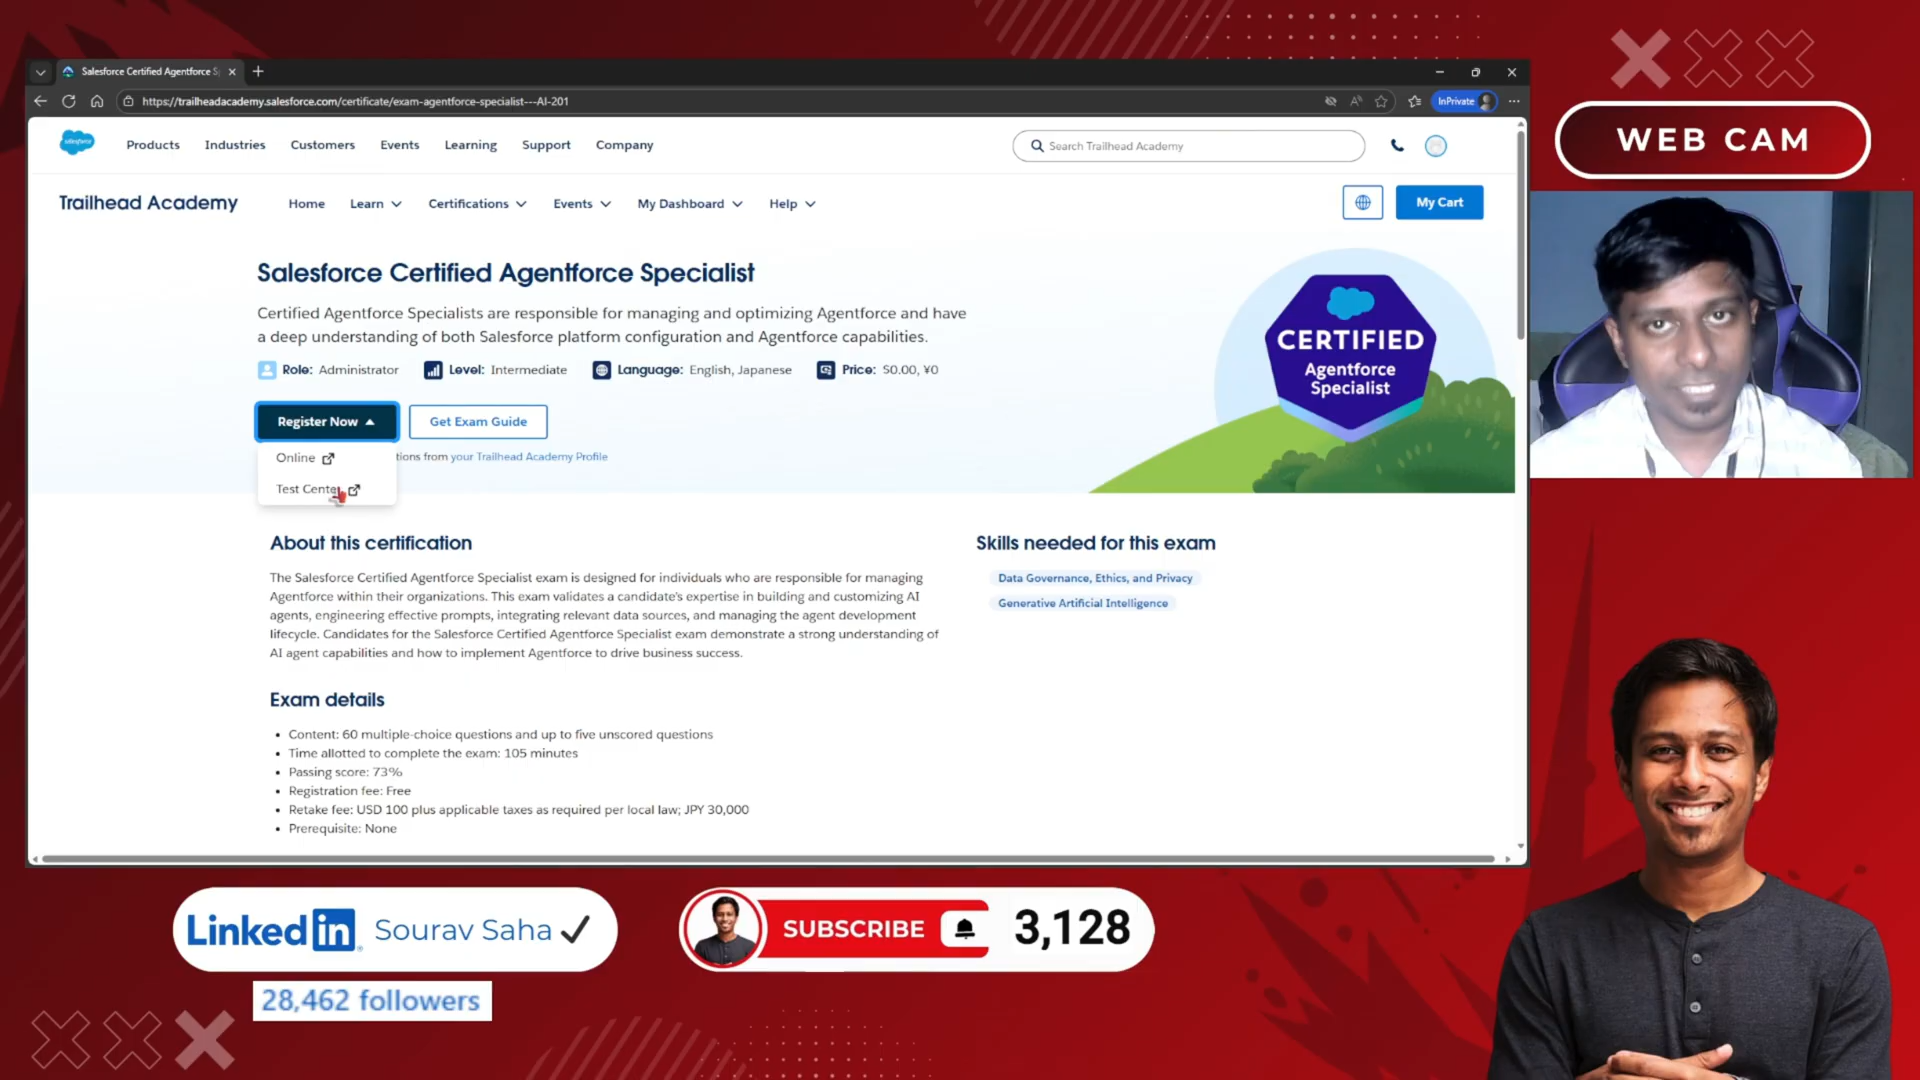 Salesforce Certified Agentforce S
https://trailheadacademy.salesforce.com/certificate/exam-agentforce-specialist---AI-201
InPrivate
WEB CAM
salesforce
Products
Industries
Customers
Events
Learning
Support
Company
Search Trailhead Academy
Trailhead Academy
Home
Learn
Certifications
Events
My Dashboard
Help
My Cart
Salesforce Certified Agentforce Specialist
Certified Agentforce Specialists are responsible for managing and optimizing Agentforce and have
a deep understanding of both Salesforce platform configuration and Agentforce capabilities.
Role: Administrator
Level: Intermediate
Language: English, Japanese
Price: $0.00, ¥0
Register Now
Get Exam Guide
Online
tions from your Trailhead Academy Profile
Test Center
CERTIFIED
Agentforce
Specialist
About this certification
The Salesforce Certified Agentforce Specialist exam is designed for individuals who are responsible for managing
Agentforce within their organizations. This exam validates a candidate's expertise in building and customizing AI
agents, engineering effective prompts, integrating relevant data sources, and managing the agent development
lifecycle. Candidates for the Salesforce Certified Agentforce Specialist exam demonstrate a strong understanding of
AI agent capabilities and how to implement Agentforce to drive business success.
Skills needed for this exam
Data Governance, Ethics, and Privacy
Generative Artificial Intelligence
Exam details
• Content: 60 multiple-choice questions and up to five unscored questions
• Time allotted to complete the exam: 105 minutes
• Passing score: 73%
• Registration fee: Free
• Retake fee: USD 100 plus applicable taxes as required per local law; JPY 30,000
• Prerequisite: None
Linked in Sourav Saha
28,462 followers
SUBSCRIBE
3,128